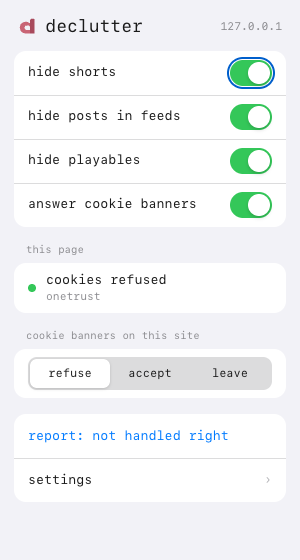 declutter
127.0.0.1
hide shorts
hide posts in feeds
hide playables
answer cookie banners
this page
cookies refused
onetrust
cookie banners on this site
refuse accept leave
report: not handled right
settings ›